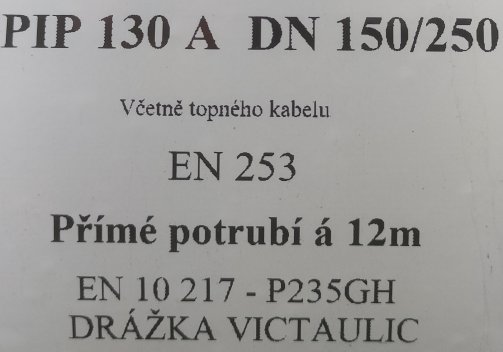 PIP 130 A DN 150/250
Včetně topného kabelu
EN 253
Přímé potrubí á 12m
EN 10 217 - P235GH
DRÁŽKA VICTAULIC